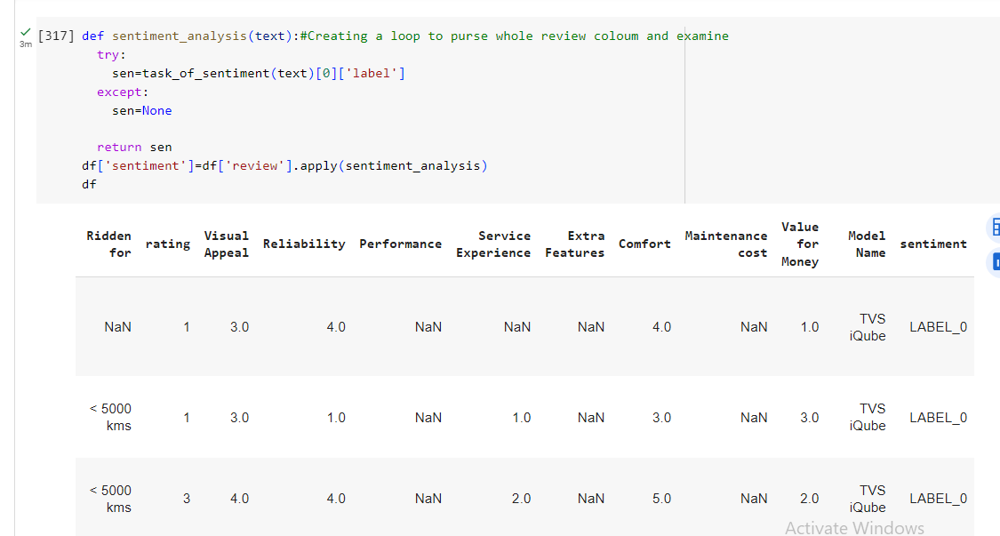 [317] def sentiment_analysis(text):#Creating a loop to purse whole review coloum and examine
3m
try:
sen=task_of_sentiment(text)[0]['label']
except:
sen=None
return sen
df['sentiment']=df['review'].apply(sentiment_analysis)
df
Ridden for rating Visual Appeal Reliability Performance Service Experience Extra Features Comfort Maintenance cost Value for Money Model Name sentiment
NaN 1 3.0 4.0 NaN NaN NaN 4.0 NaN 1.0 TVS iQube LABEL_0
< 5000 kms 1 3.0 1.0 NaN 1.0 NaN 3.0 NaN 3.0 TVS iQube LABEL_0
< 5000 kms 3 4.0 4.0 NaN 2.0 NaN 5.0 NaN 2.0 TVS iQube LABEL_0
Activate Windows